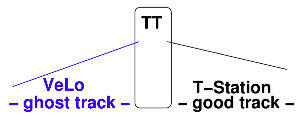 TT
VeLo
– ghost track –
T–Station
– good track –